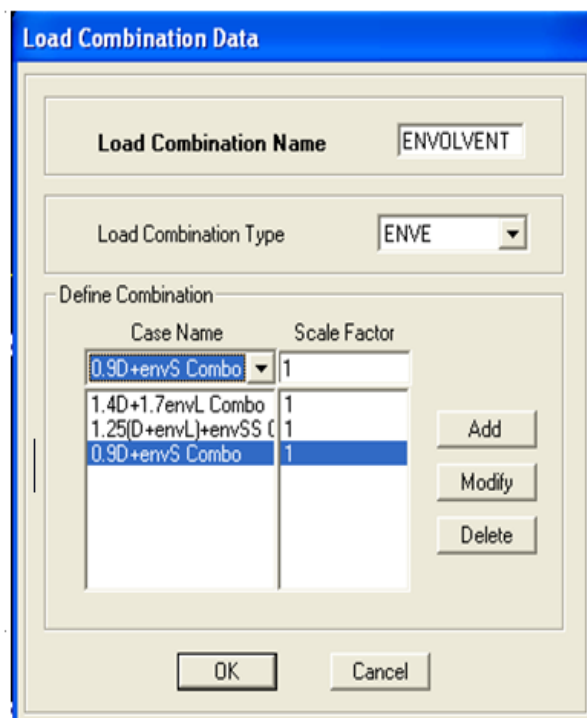 Load Combination Data
Load Combination Name ENVOLVENT
Load Combination Type ENVE
Define Combination
Case Name Scale Factor
0.9D+envS Combo 1
1.4D+1.7envL Combo 1
1.25(D+envL)+envSS C 1
0.9D+envS Combo 1
Add
Modify
Delete
OK Cancel